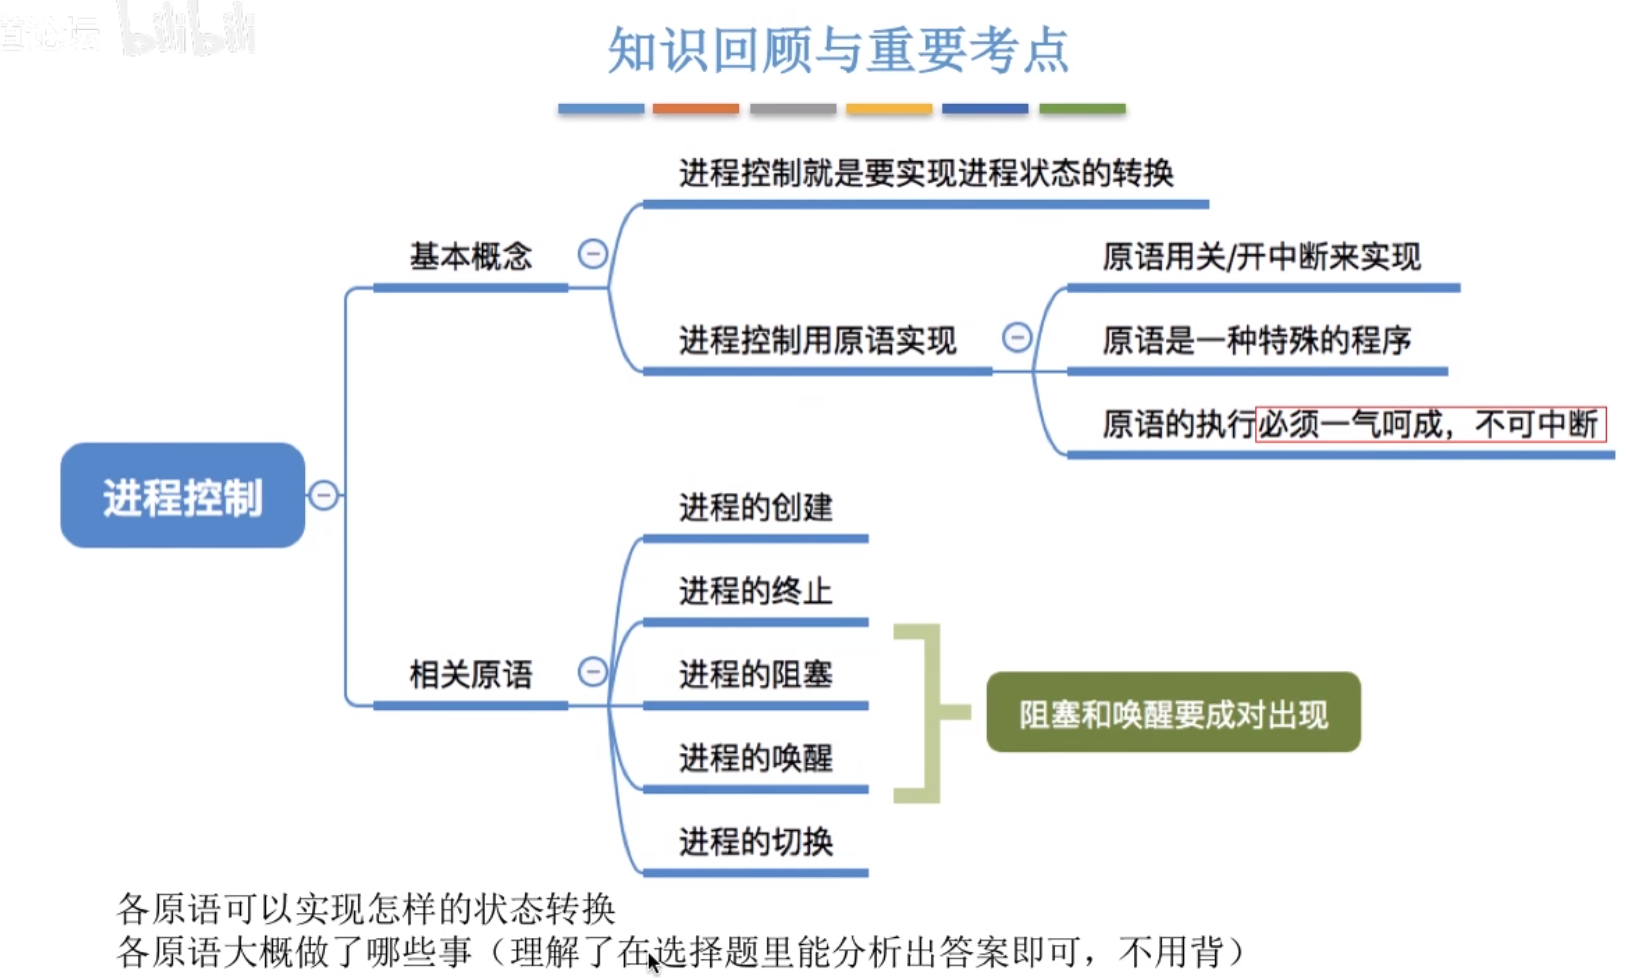 bilibili
知识回顾与重要考点
进程控制
基本概念
进程控制就是要实现进程状态的转换
进程控制用原语实现
原语用关/开中断来实现
原语是一种特殊的程序
原语的执行必须一气呵成，不可中断
相关原语
进程的创建
进程的终止
进程的阻塞
进程的唤醒
进程的切换
阻塞和唤醒要成对出现
各原语可以实现怎样的状态转换
各原语大概做了哪些事（理解了在选择题里能分析出答案即可，不用背）